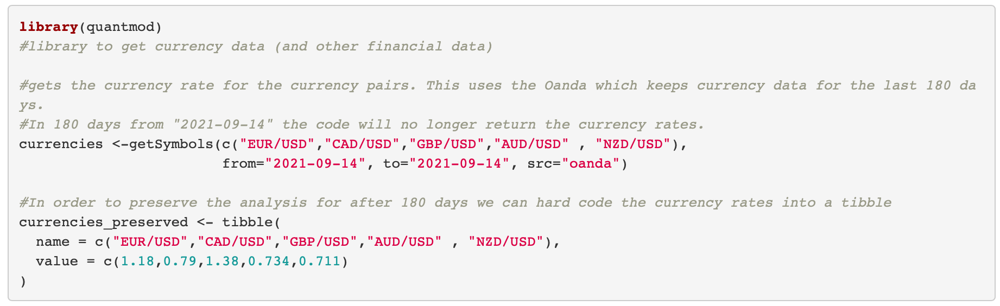 library(quantmod)
#library to get currency data (and other financial data)
#gets the currency rate for the currency pairs. This uses the Oanda which keeps currency data for the last 180 da
ys.
#In 180 days from "2021-09-14" the code will no longer return the currency rates.
currencies <-getSymbols(c("EUR/USD","CAD/USD","GBP/USD","AUD/USD" , "NZD/USD"),
                        from="2021-09-14", to="2021-09-14", src="oanda")
#In order to preserve the analysis for after 180 days we can hard code the currency rates into a tibble
currencies_preserved <- tibble(
  name = c("EUR/USD","CAD/USD","GBP/USD","AUD/USD" , "NZD/USD"),
  value = c(1.18,0.79,1.38,0.734,0.711)
)